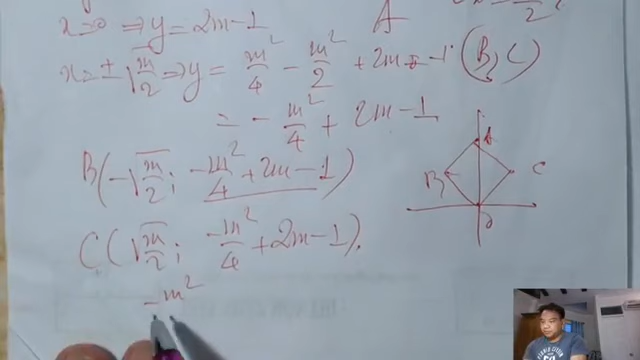 x=0 ⇒ y = 2m-1 A
x=±√(m/2) ⇒ y = m²/4 - m²/2 + 2m - 1 (B, C)
= -m²/4 + 2m - 1
B(-√(m/2); -m²/4 + 2m - 1)
C(√(m/2); -m²/4 + 2m - 1).
-m²
A
B C